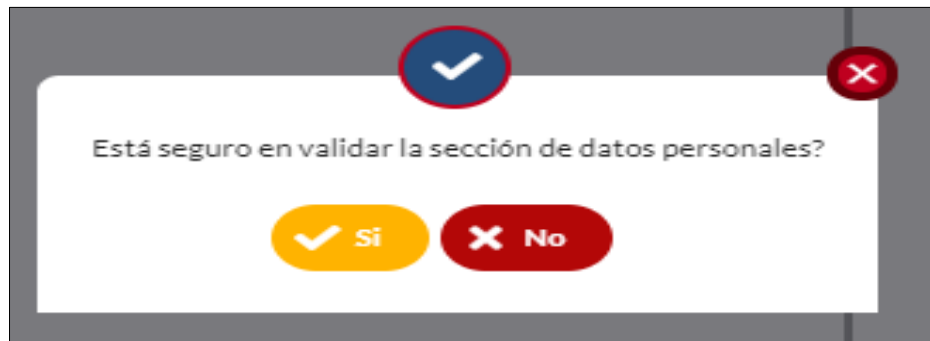 Está seguro en validar la sección de datos personales?
Si
No